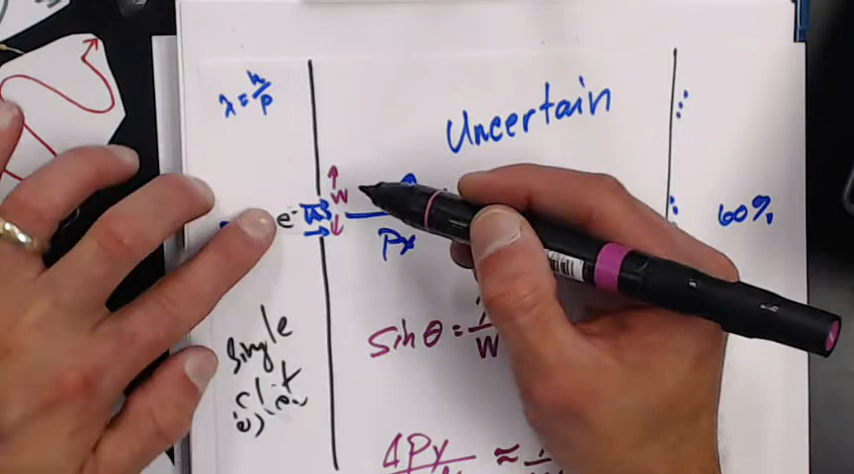 λ = h/p
Uncertain
W
e⁻
60%
Px
sin θ =
W
single
slit
ΔPy
≈